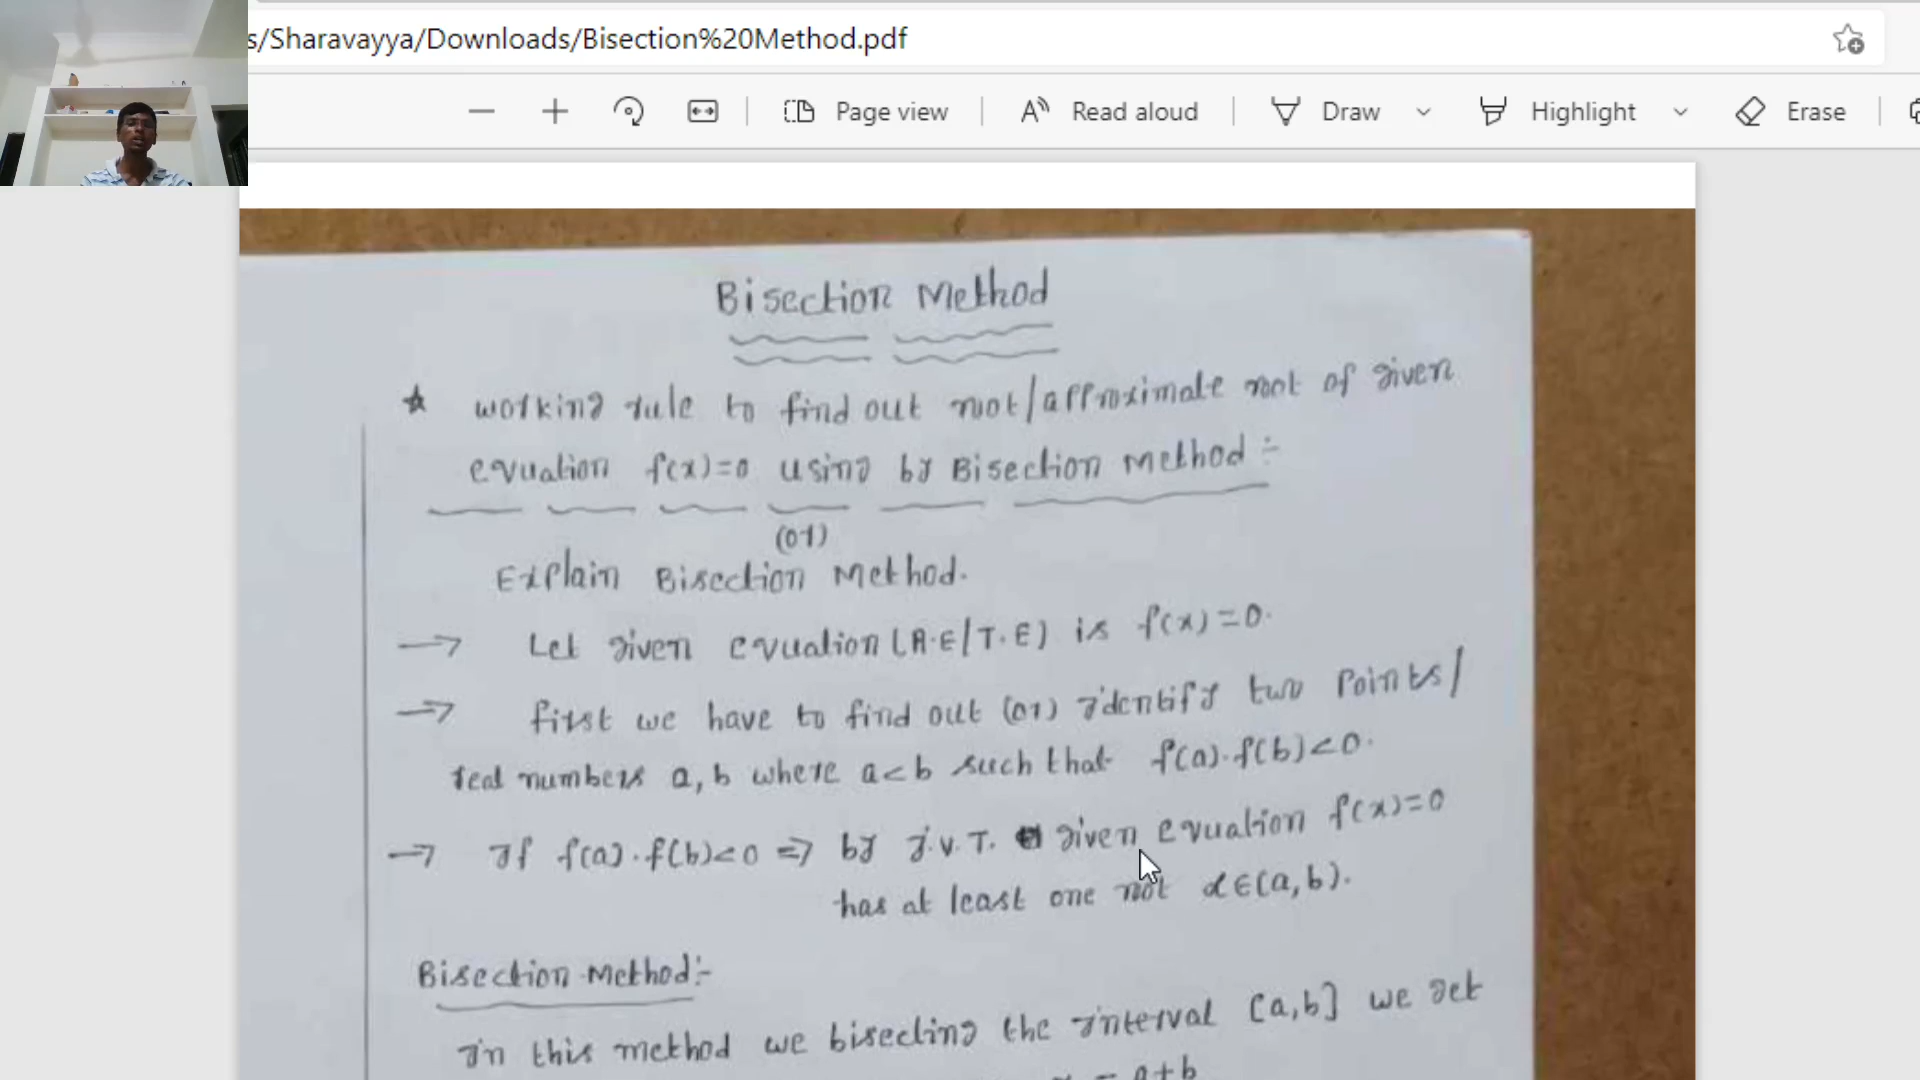 s/Sharavayya/Downloads/Bisection%20Method.pdf
Page view
Read aloud
Draw
Highlight
Erase
Bisection Method
working rule to find out root/approximate root of given
equation f(x)=0 using by Bisection Method:-
(or)
Explain Bisection Method.
→ Let given equation (A.E/T.E) is f(x)=0.
→ first we have to find out (or) identify two points/
real numbers a, b where a<b such that f(a).f(b)<0.
→ If f(a).f(b)<0 ⇒ by I.V.T. given equation f(x)=0
has at least one root α∈(a,b).
Bisection Method:-
In this method we bisecting the interval [a,b] we get
= a+b